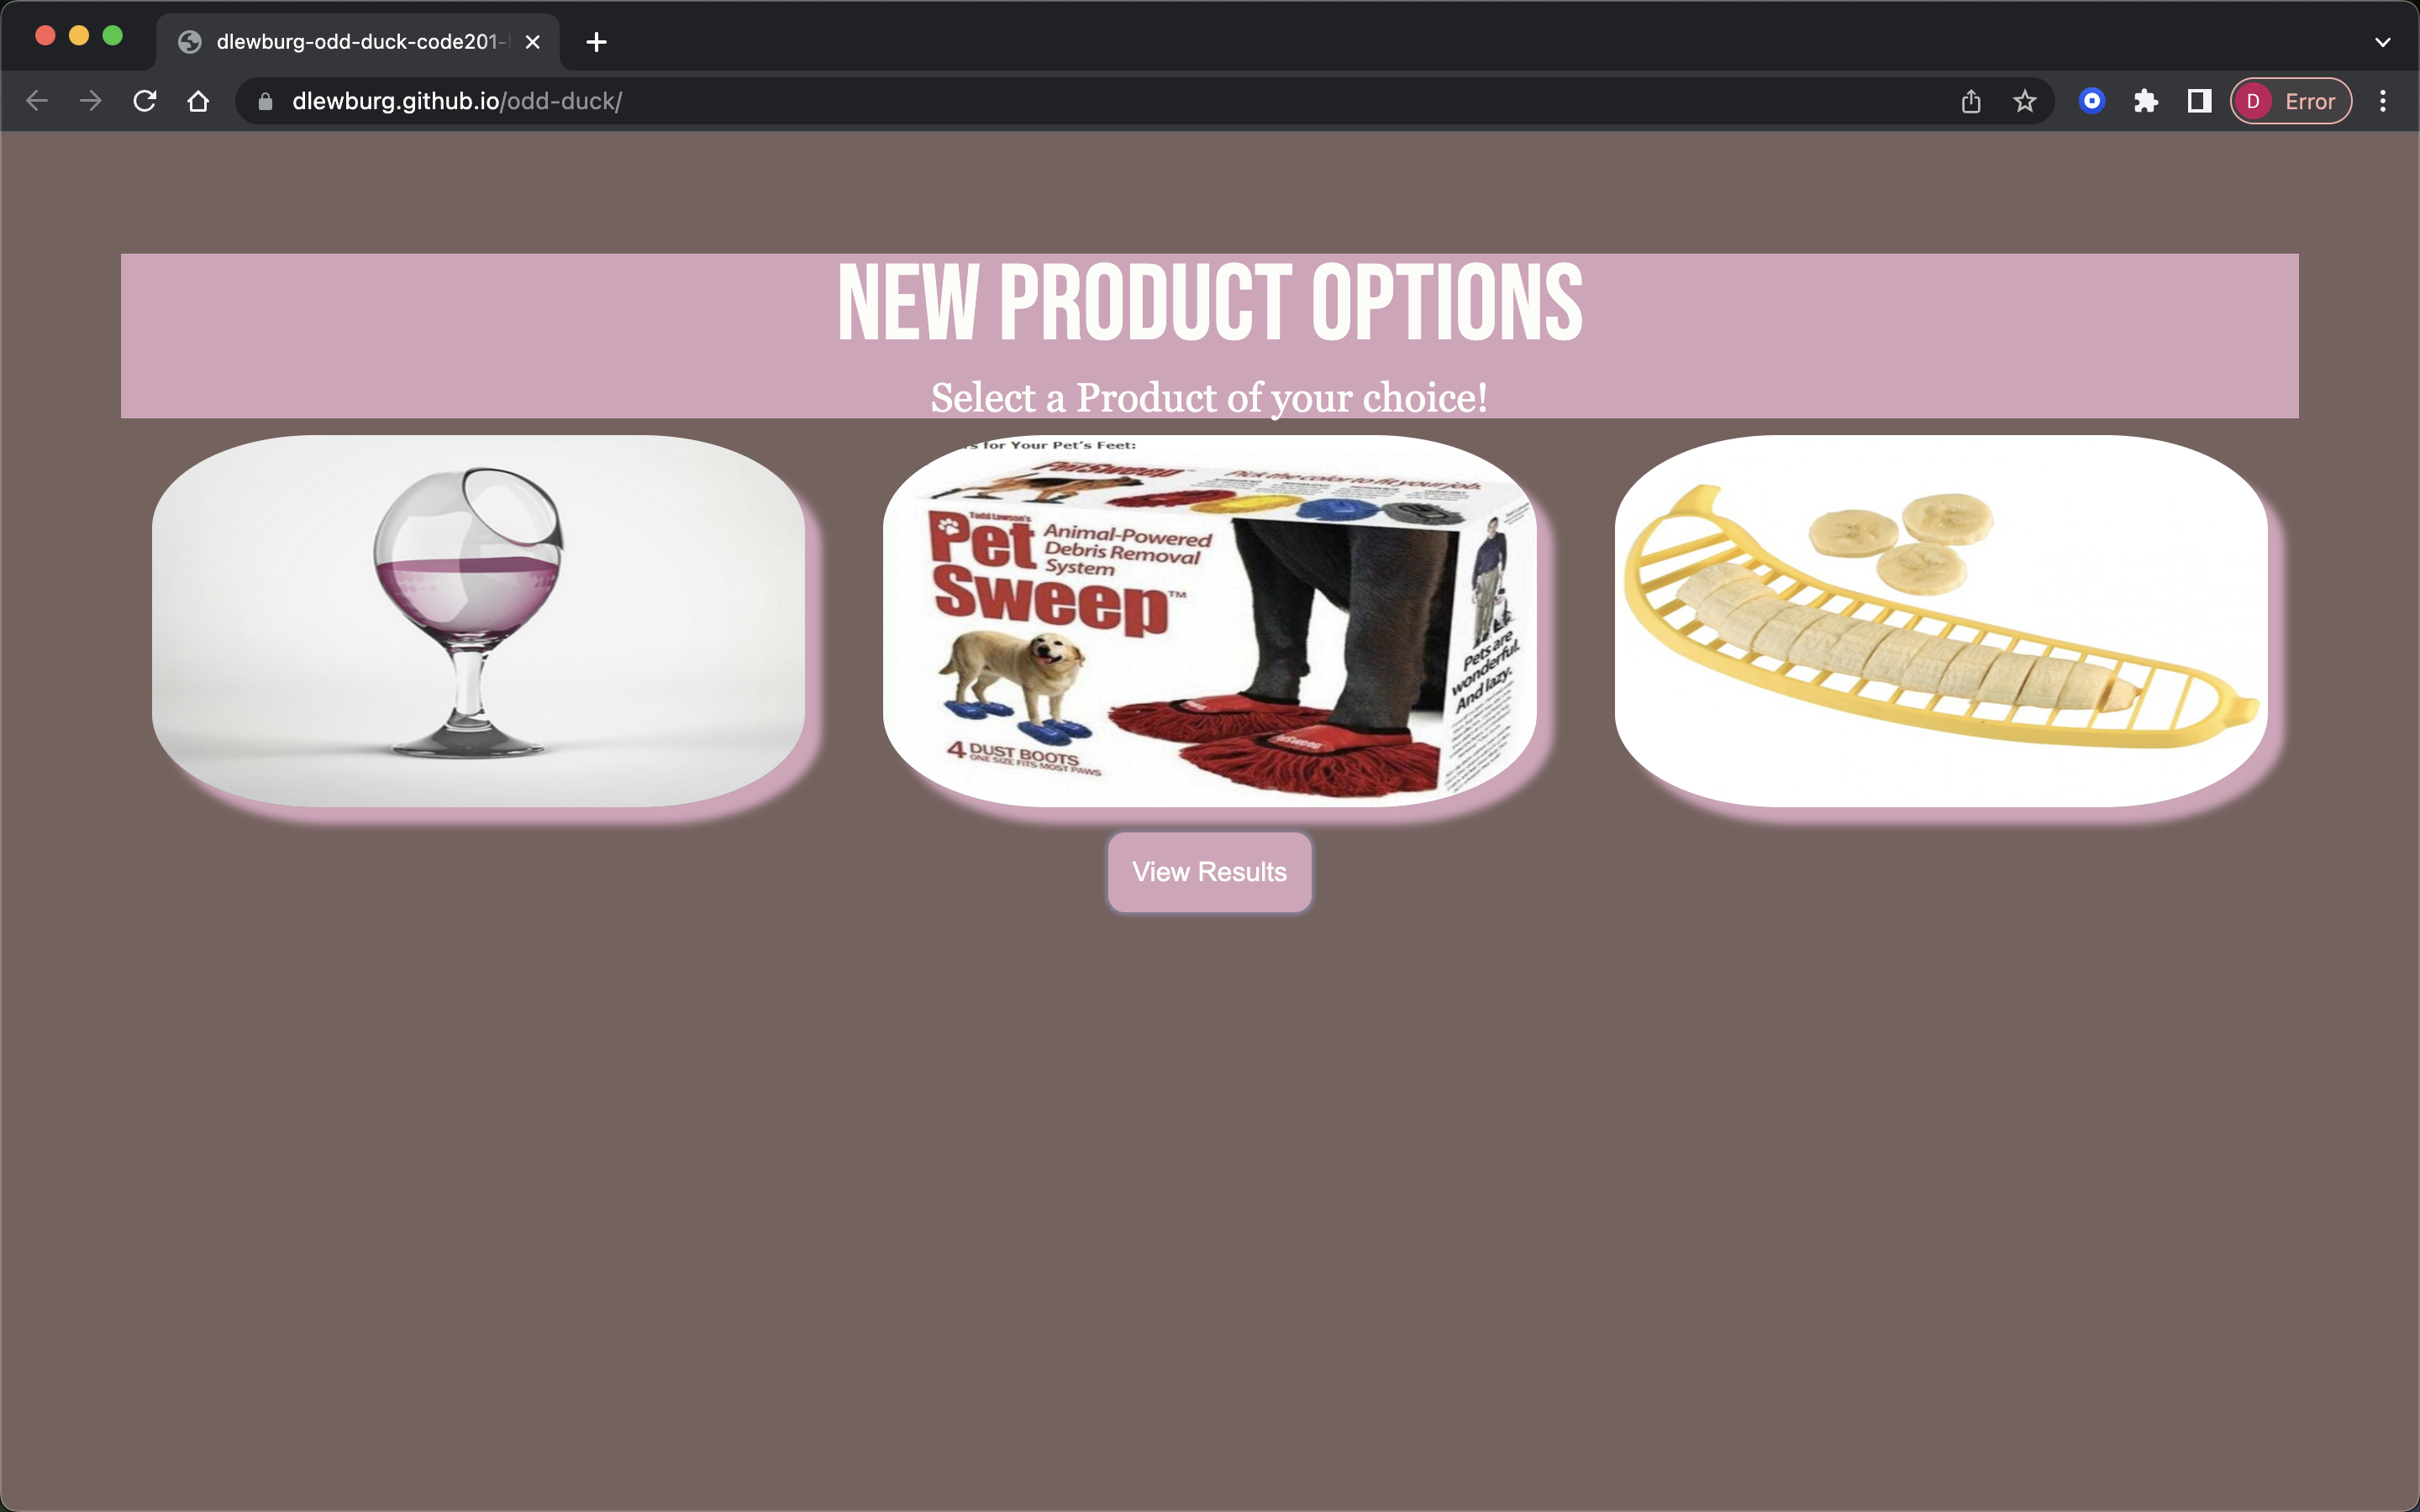 dlewburg-odd-duck-code201-
dlewburg.github.io/odd-duck/
D Error
NEW PRODUCT OPTIONS
Select a Product of your choice!
for Your Pet's Feet:
PetSweep
Pick the color to fit your job.
Todd Lawson's
Pet Sweep™
Animal-Powered
Debris Removal
System
Pets are
wonderful.
And lazy.
4 DUST BOOTS
ONE SIZE FITS MOST PAWS
View Results